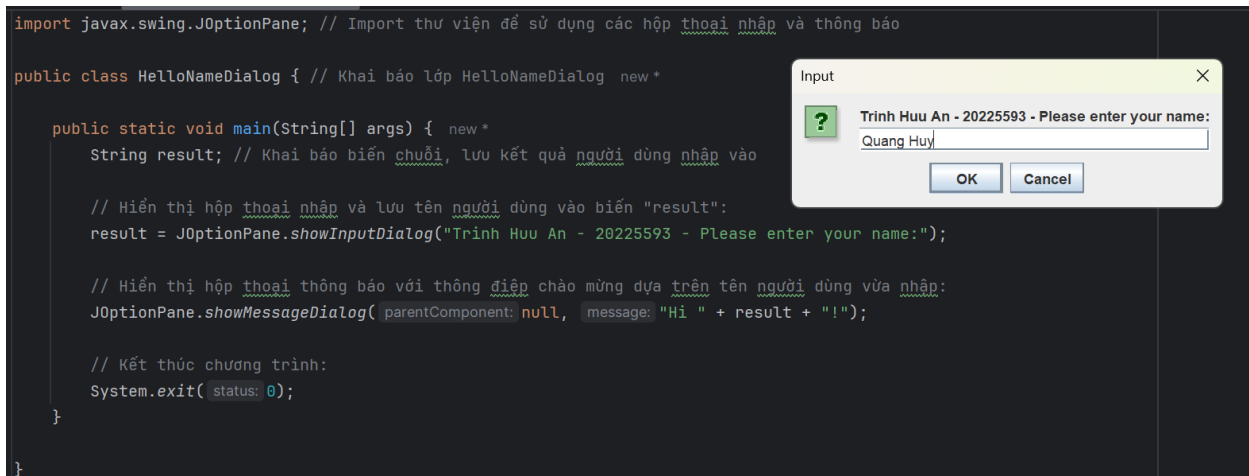 import javax.swing.JOptionPane; // Import thư viện để sử dụng các hộp thoại nhập và thông báo
public class HelloNameDialog { // Khai báo lớp HelloNameDialog new *
public static void main(String[] args) { new *
String result; // Khai báo biến chuỗi, lưu kết quả người dùng nhập vào
// Hiển thị hộp thoại nhập và lưu tên người dùng vào biến "result":
result = JOptionPane.showInputDialog("Trinh Huu An - 20225593 - Please enter your name:");
// Hiển thị hộp thoại thông báo với thông điệp chào mừng dựa trên tên người dùng vừa nhập:
JOptionPane.showMessageDialog( parentComponent: null, message: "Hi " + result + "!");
// Kết thúc chương trình:
System.exit( status: 0);
}
}
Input
Trinh Huu An - 20225593 - Please enter your name:
Quang Huy
OK Cancel